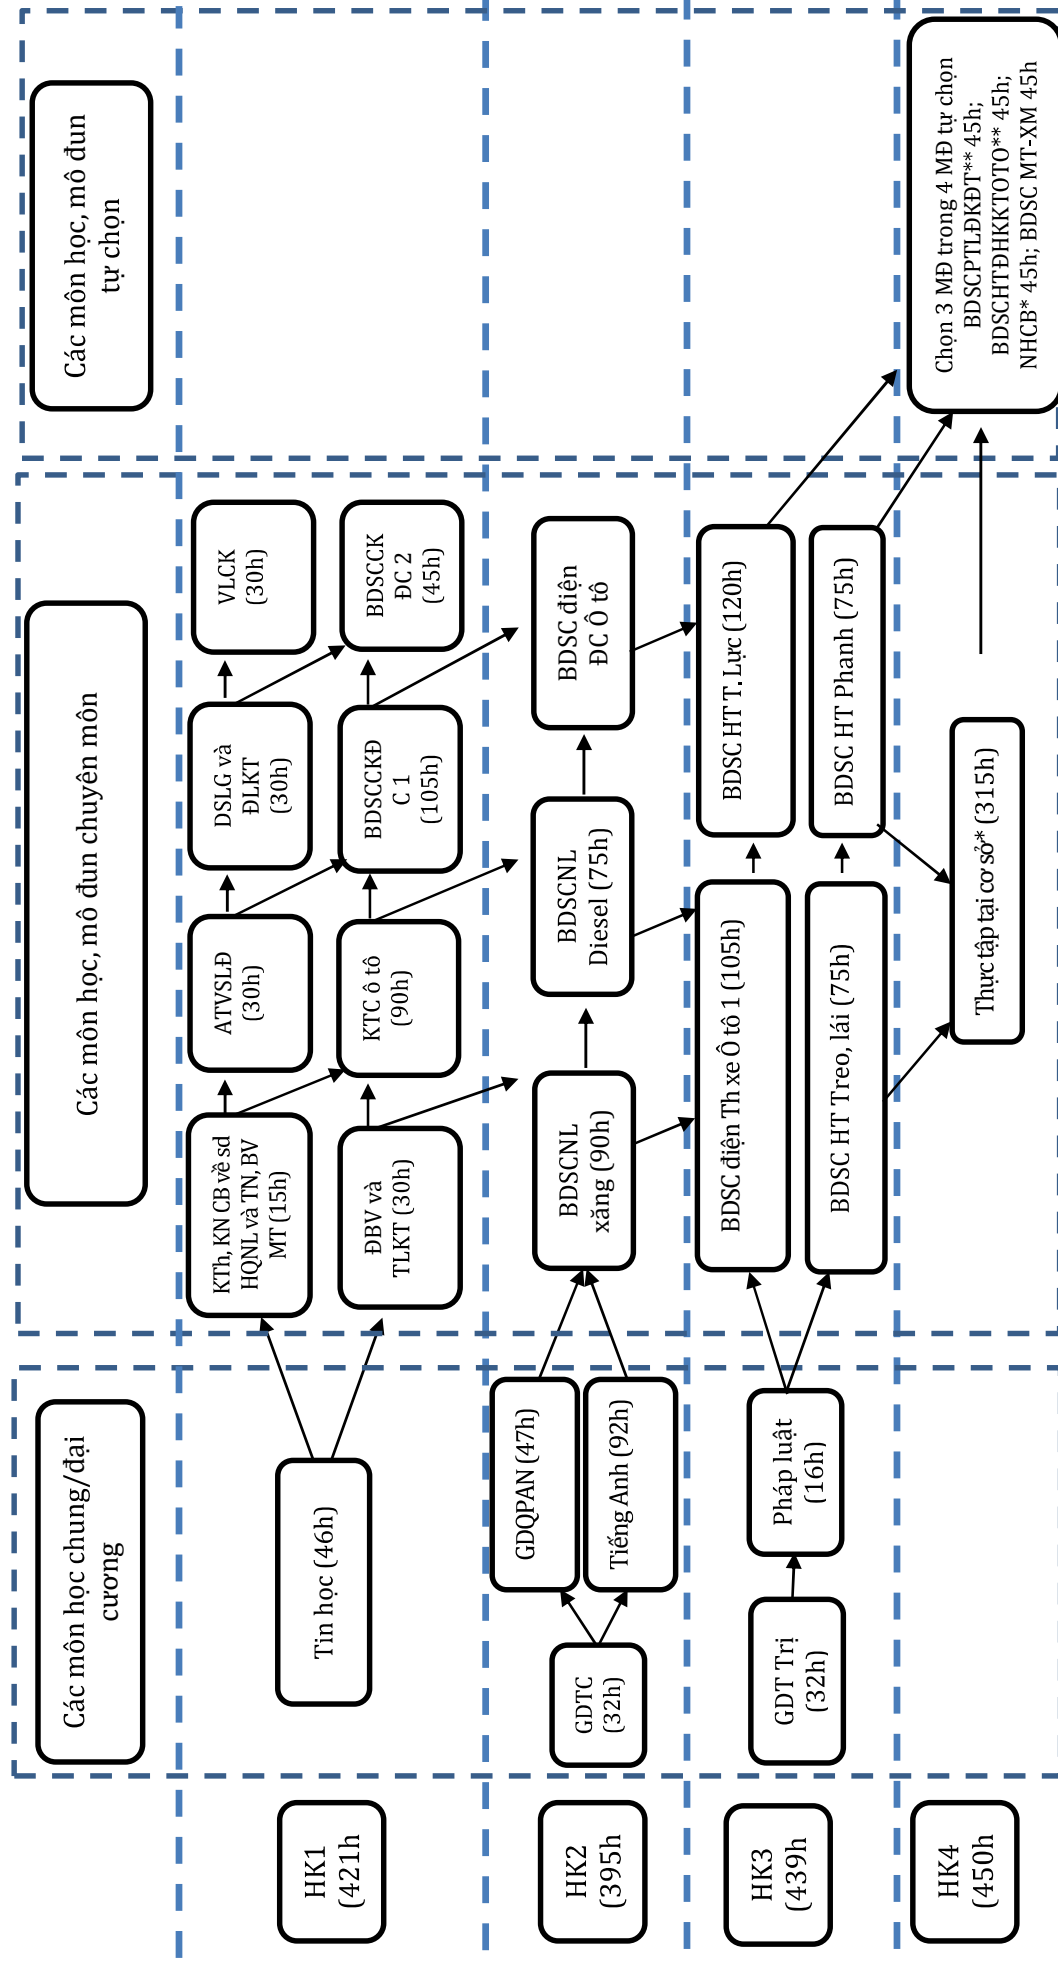 Các môn học chung/đại
cương
Các môn học, mô đun chuyên môn
Các môn học, mô đun
tự chọn
HK1
(421h)
Tin học (46h)
KTh, KN CB về sd
HQNL và TN, BV
MT (15h)
ATVSLĐ
(30h)
DSLG và
ĐLKT
(30h)
VLCK
(30h)
ĐBV và
TLKT (30h)
KTC ô tô
(90h)
BDSCCKĐ
C 1
(105h)
BDSCCK
ĐC 2
(45h)
HK2
(395h)
GDTC
(32h)
GDQPAN (47h)
Tiếng Anh (92h)
BDSCNL
xăng (90h)
BDSCNL
Diesel (75h)
BDSC điện
ĐC Ô tô
HK3
(439h)
GDT Trị
(32h)
Pháp luật
(16h)
BDSC điện Th xe Ô tô 1 (105h)
BDSC HT T.Lực (120h)
BDSC HT Treo, lái (75h)
BDSC HT Phanh (75h)
HK4
(450h)
Thực tập tại cơ sở* (315h)
Chọn 3 MĐ trong 4 MĐ tự chọn
BDSCPTLĐKĐT** 45h;
BDSCHTĐHKKTOTO** 45h;
NHCB* 45h; BDSC MT-XM 45h